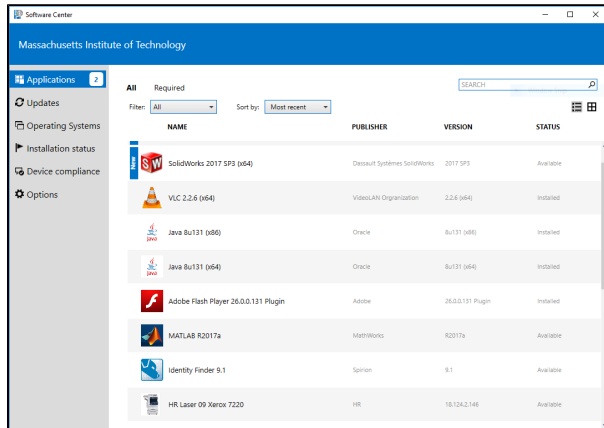 Software Center
Massachusetts Institute of Technology
Applications 2
Updates
Operating Systems
Installation status
Device compliance
Options
All Required
SEARCH
Filter: All Sort by: Most recent
NAME PUBLISHER VERSION STATUS
New SW SolidWorks 2017 SP3 (x64) Dassault Systèmes SolidWorks 2017 SP3 Available
VLC 2.2.6 (x64) VideoLAN Orgranization 2.2.6 (x64) Installed
Java Java 8u131 (x86) Oracle 8u131 (x86) Installed
Java Java 8u131 (x64) Oracle 8u131 (x64) Installed
Adobe Flash Player 26.0.0.131 Plugin Adobe 26.0.0.131 Plugin Installed
MATLAB R2017a MathWorks R2017a Available
Identity Finder 9.1 Spirion 9.1 Available
HR Laser 09 Xerox 7220 HR 18.124.2.146 Available